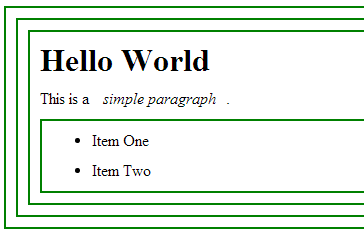 Hello World
This is a simple paragraph .
Item One
Item Two